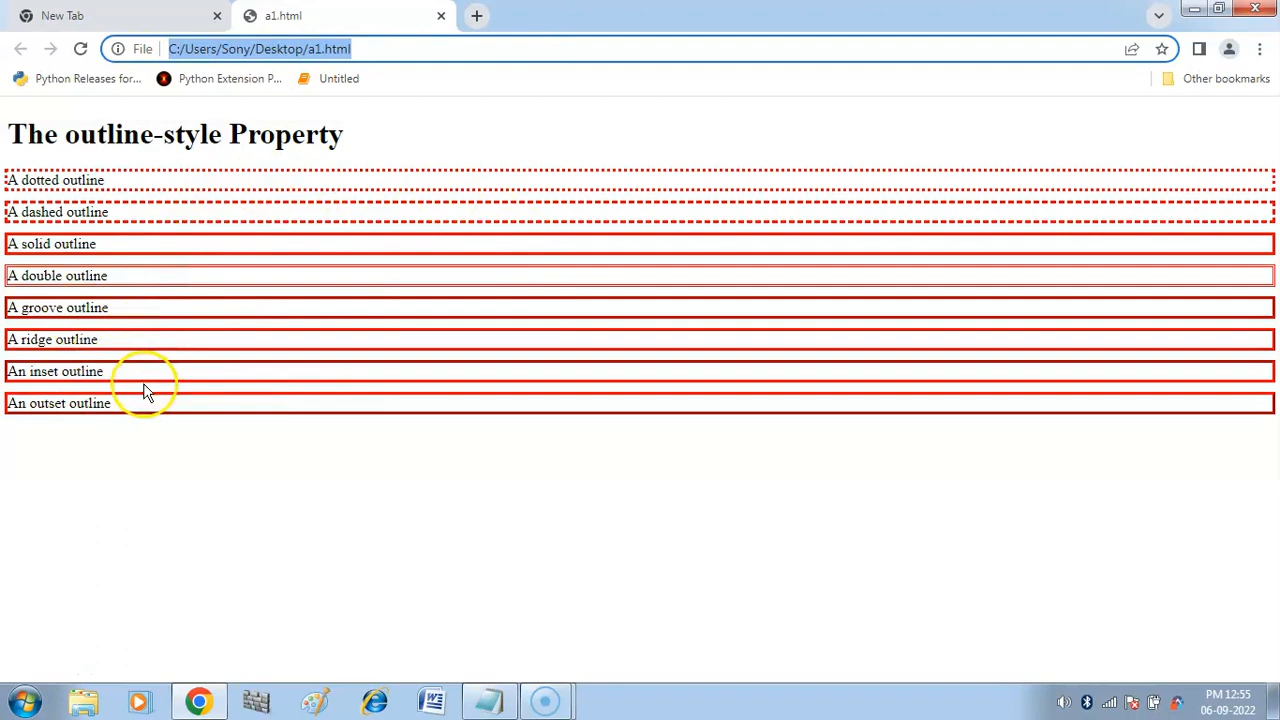 New Tab
a1.html
File
C:/Users/Sony/Desktop/a1.html
Python Releases for...
Python Extension P...
Untitled
Other bookmarks
The outline-style Property
A dotted outline
A dashed outline
A solid outline
A double outline
A groove outline
A ridge outline
An inset outline
An outset outline
PM 12:55
06-09-2022